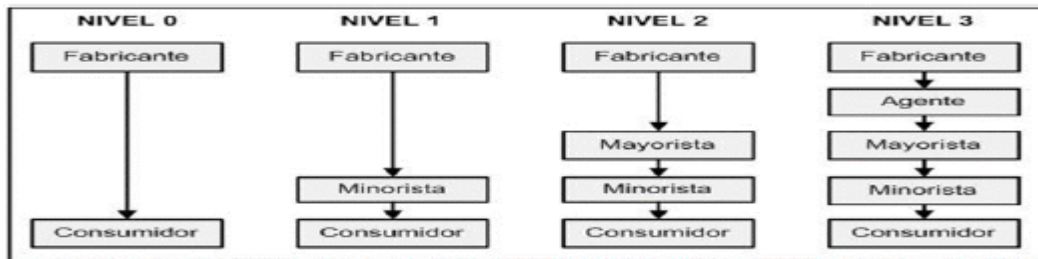 NIVEL 0
Fabricante
Consumidor
NIVEL 1
Fabricante
Minorista
Consumidor
NIVEL 2
Fabricante
Mayorista
Minorista
Consumidor
NIVEL 3
Fabricante
Agente
Mayorista
Minorista
Consumidor